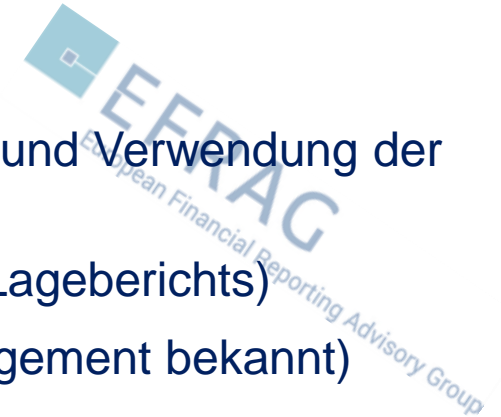 EFRAG
European Financial Reporting Advisory Group
und Verwendung der
Lageberichts)
gement bekannt)